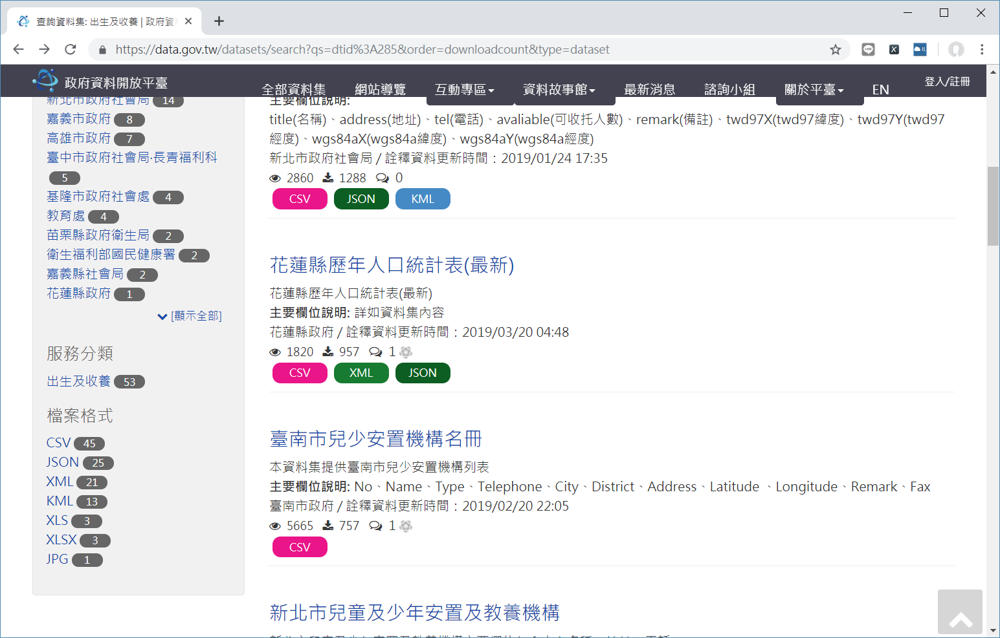 查詢資料集: 出生及收養 | 政府資
https://data.gov.tw/datasets/search?qs=dtid%3A285&order=downloadcount&type=dataset
政府資料開放平臺
全部資料集 網站導覽 互動專區 資料故事館 最新消息 諮詢小組 關於平臺 EN 登入/註冊
新北市政府社會局 14
嘉義市政府 8
高雄市政府 7
臺中市政府社會局‧長青福利科
5
基隆市政府社會處 4
教育處 4
苗栗縣政府衛生局 2
衛生福利部國民健康署 2
嘉義縣社會局 2
花蓮縣政府 1
[顯示全部]
服務分類
出生及收養 53
檔案格式
CSV 45
JSON 25
XML 21
KML 13
XLS 3
XLSX 3
JPG 1
主要欄位說明:
title(名稱)、address(地址)、tel(電話)、avaliable(可收托人數)、remark(備註)、twd97X(twd97緯度)、twd97Y(twd97
經度)、wgs84aX(wgs84a緯度)、wgs84aY(wgs84a經度)
新北市政府社會局 / 詮釋資料更新時間：2019/01/24 17:35
2860 1288 0
CSV JSON KML
花蓮縣歷年人口統計表(最新)
花蓮縣歷年人口統計表(最新)
主要欄位說明: 詳如資料集內容
花蓮縣政府 / 詮釋資料更新時間：2019/03/20 04:48
1820 957 1
CSV XML JSON
臺南市兒少安置機構名冊
本資料集提供臺南市兒少安置機構列表
主要欄位說明: No、Name、Type、Telephone、City、District、Address、Latitude 、Longitude、Remark、Fax
臺南市政府 / 詮釋資料更新時間：2019/02/20 22:05
5665 757 1
CSV
新北市兒童及少年安置及教養機構